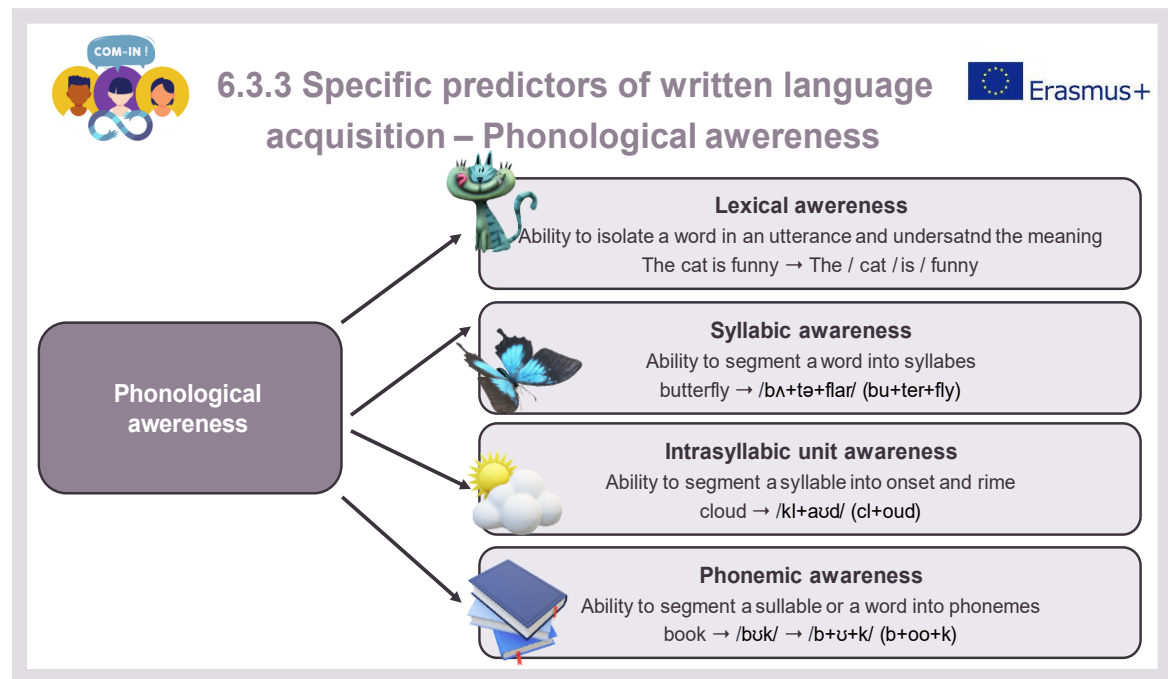 COM-IN !
6.3.3 Specific predictors of written language
acquisition – Phonological awereness
Erasmus+
Lexical awereness
Ability to isolate a word in an utterance and undersatnd the meaning
The cat is funny → The / cat / is / funny
Phonological
awereness
Syllabic awareness
Ability to segment a word into syllabes
butterfly → /bʌ+tə+flar/ (bu+ter+fly)
Intrasyllabic unit awareness
Ability to segment a syllable into onset and rime
cloud → /kl+aʊd/ (cl+oud)
Phonemic awareness
Ability to segment a sullable or a word into phonemes
book → /bʊk/ → /b+ʊ+k/ (b+oo+k)